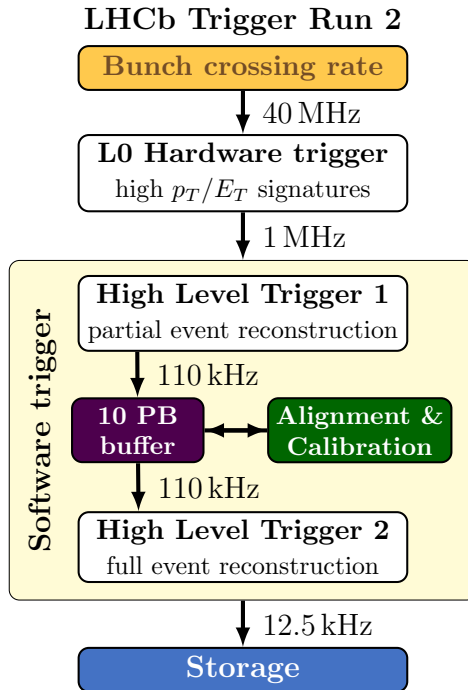 LHCb Trigger Run 2
Bunch crossing rate
40 MHz
L0 Hardware trigger
high p_T/E_T signatures
1 MHz
Software trigger
High Level Trigger 1
partial event reconstruction
110 kHz
10 PB
buffer
Alignment &
Calibration
110 kHz
High Level Trigger 2
full event reconstruction
12.5 kHz
Storage